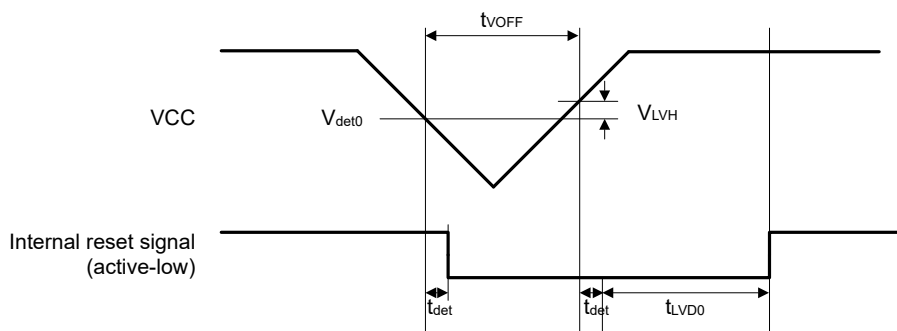 tVOFF
VCC
Vdet0
VLVH
Internal reset signal
(active-low)
tdet
tdet
tLVD0